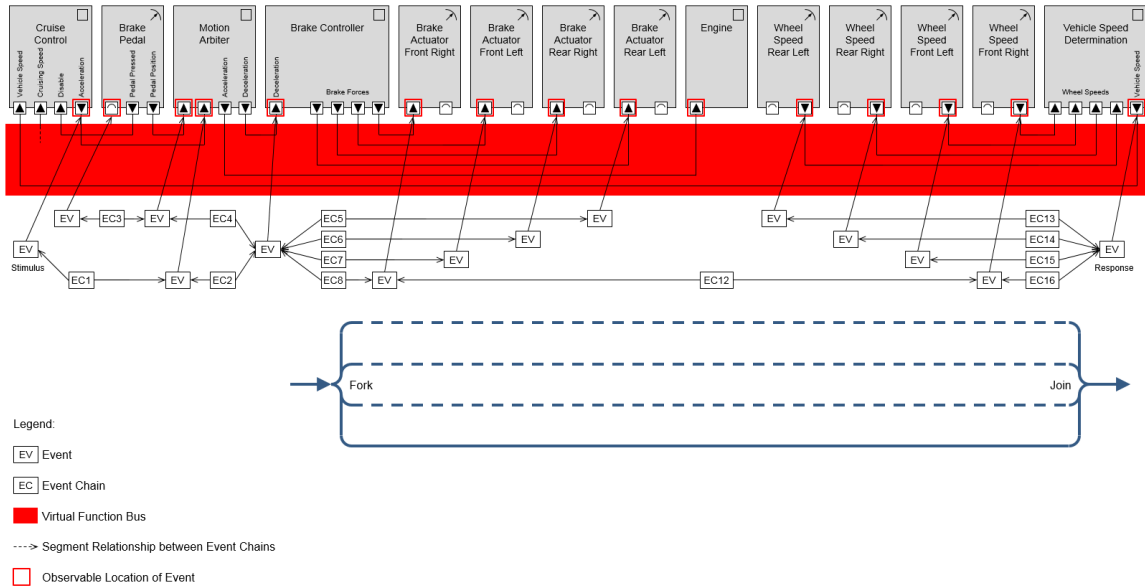 Cruise
Control
Brake
Pedal
Motion
Arbiter
Brake Controller
Brake
Actuator
Front Right
Brake
Actuator
Front Left
Brake
Actuator
Rear Right
Brake
Actuator
Rear Left
Engine
Wheel
Speed
Rear Left
Wheel
Speed
Rear Right
Wheel
Speed
Front Left
Wheel
Speed
Front Right
Vehicle Speed
Determination
Vehicle Speed
Cruising Speed
Disable
Acceleration
Pedal Pressed
Pedal Position
Acceleration
Deceleration
Deceleration
Brake Forces
Wheel Speeds
Vehicle Speed
EV
EC3
EV
EC4
EC5
EV
EV
EC13
EC6
EV
EV
EC14
EV
Stimulus
EV
EC7
EV
EV
EC15
EV
Response
EC1
EV
EC2
EC8
EV
EC12
EV
EC16
Fork
Join
Legend:
EV Event
EC Event Chain
Virtual Function Bus
Segment Relationship between Event Chains
Observable Location of Event